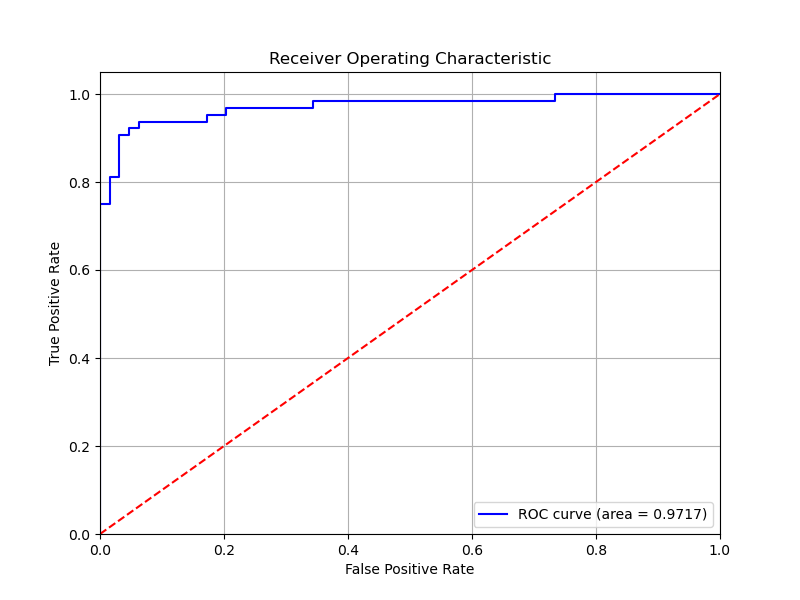 Receiver Operating Characteristic
True Positive Rate
1.0
0.8
0.6
0.4
0.2
0.0
ROC curve (area = 0.9717)
0.0 0.2 0.4 0.6 0.8 1.0
False Positive Rate